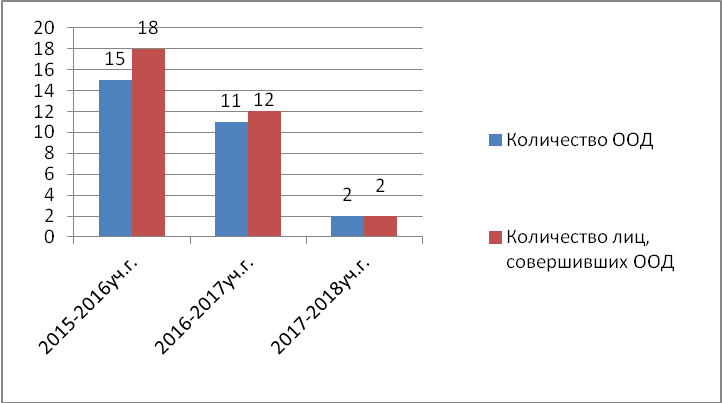 20
18
16
14
12
10
8
6
4
2
0
15
18
11
12
2
2
2015-2016уч.г.
2016-2017уч.г.
2017-2018уч.г.
Количество ООД
Количество лиц,
совершивших ООД